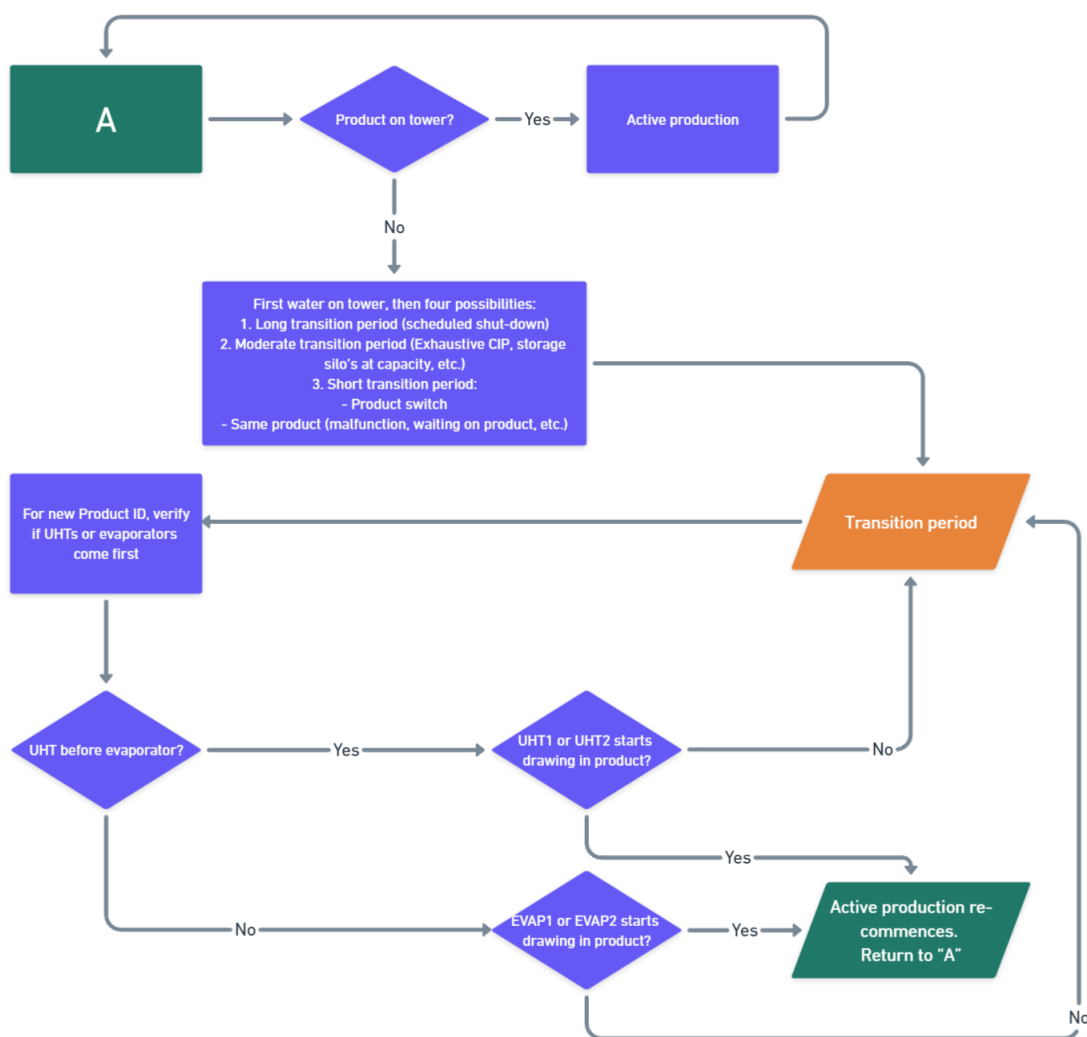 A
Product on tower?
Yes
Active production
No
First water on tower, then four possibilities:
1. Long transition period (scheduled shut-down)
2. Moderate transition period (Exhaustive CIP, storage
silo's at capacity, etc.)
3. Short transition period:
- Product switch
- Same product (malfunction, waiting on product, etc.)
For new Product ID, verify
if UHTs or evaporators
come first
Transition period
UHT before evaporator?
Yes
UHT1 or UHT2 starts
drawing in product?
No
Yes
No
EVAP1 or EVAP2 starts
drawing in product?
Yes
Active production re-
commences.
Return to “A”
No